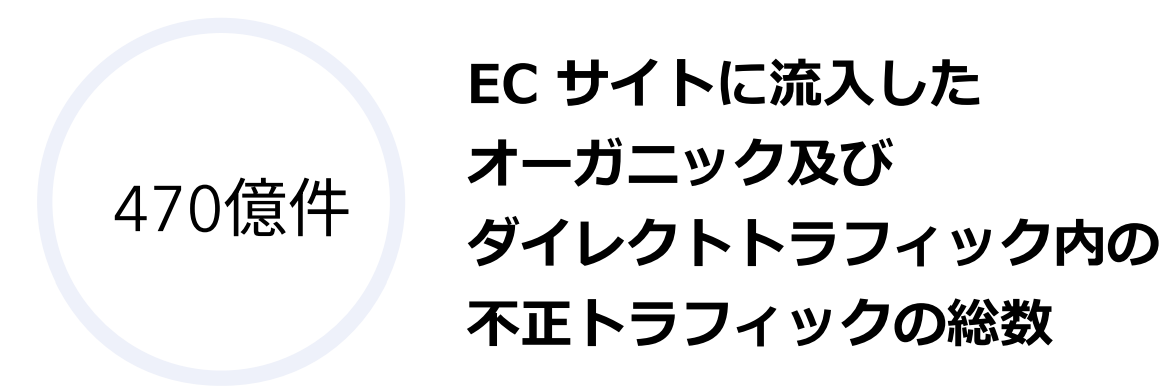 470億件
EC サイトに流入した
オーガニック及び
ダイレクトトラフィック内の
不正トラフィックの総数